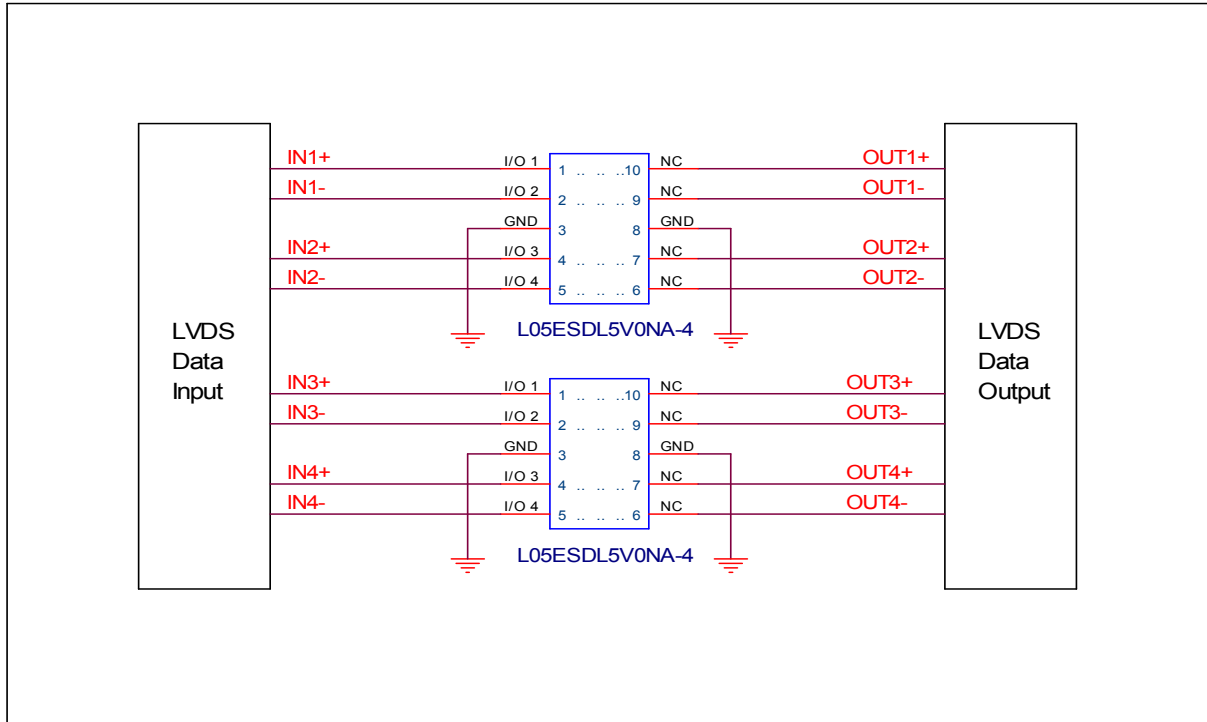 IN1+ I/O 1 1 .. .. ..10 NC OUT1+
IN1- I/O 2 2 .. .. .. 9 NC OUT1-
GND 3 8 GND
IN2+ I/O 3 4 .. .. .. 7 NC OUT2+
IN2- I/O 4 5 .. .. .. 6 NC OUT2-
L05ESDL5V0NA-4
LVDS
Data
Input
LVDS
Data
Output
IN3+ I/O 1 1 .. .. ..10 NC OUT3+
IN3- I/O 2 2 .. .. .. 9 NC OUT3-
GND 3 8 GND
IN4+ I/O 3 4 .. .. .. 7 NC OUT4+
IN4- I/O 4 5 .. .. .. 6 NC OUT4-
L05ESDL5V0NA-4